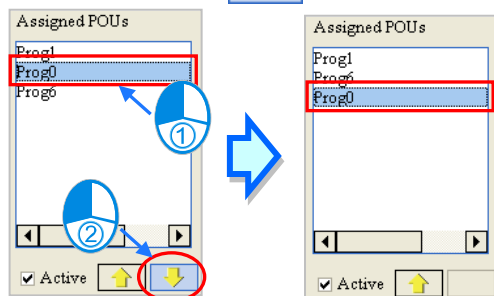 Assigned POUs
Prog1
Prog0
Prog6
①
②
Active
Assigned POUs
Prog1
Prog6
Prog0
Active